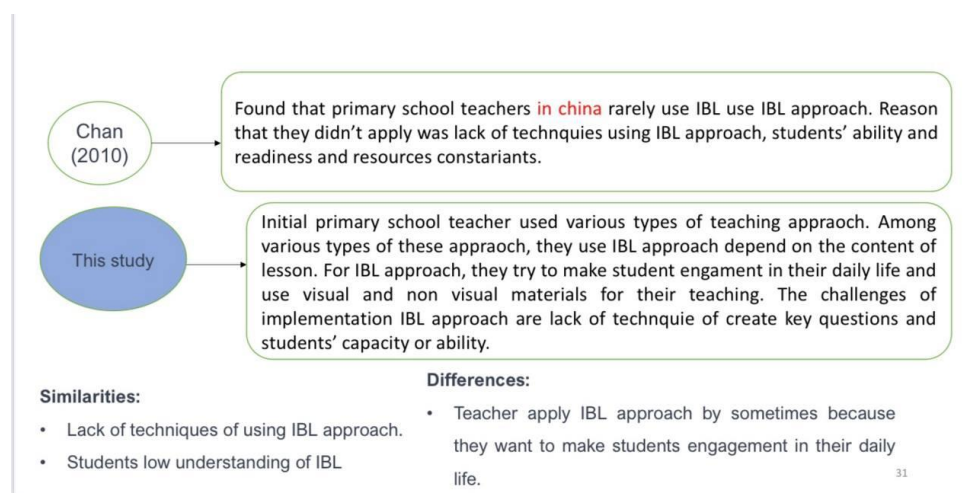 Chan
(2010)
Found that primary school teachers in china rarely use IBL use IBL approach. Reason
that they didn't apply was lack of technquies using IBL approach, students' ability and
readiness and resources constariants.
This study
Initial primary school teacher used various types of teaching appraoch. Among
various types of these appraoch, they use IBL approach depend on the content of
lesson. For IBL approach, they try to make student engament in their daily life and
use visual and non visual materials for their teaching. The challenges of
implementation IBL approach are lack of technquie of create key questions and
students' capacity or ability.
Similarities:
• Lack of techniques of using IBL approach.
• Students low understanding of IBL
Differences:
• Teacher apply IBL approach by sometimes because
they want to make students engagement in their daily
life.
31